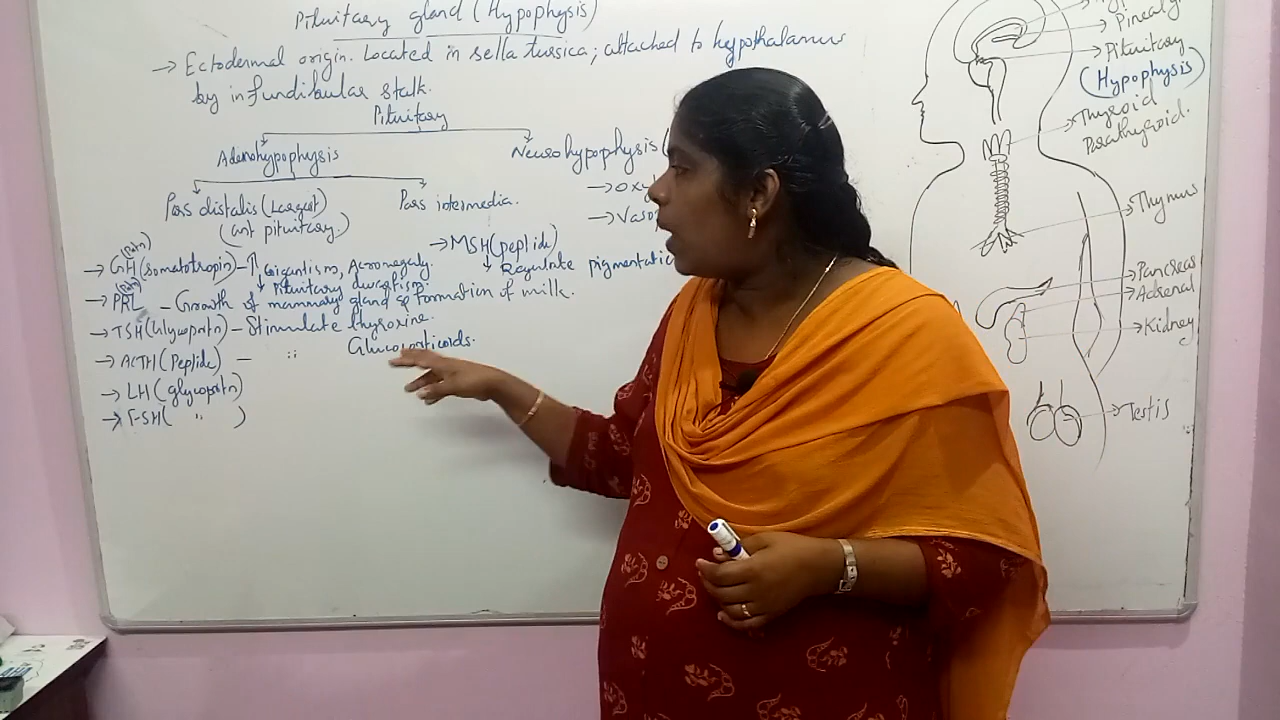 Pituitary gland (Hypophysis)
→ Ectodermal origin. Located in sella tursica; attached to hypothalamus
by infundibular stalk.
Pituitary
Adenohypophysis
Neurohypophysis
Pars distalis (Largest)
(ant pituitary.)
Pars intermedia.
→ MSH (peptide)
Regulate pigmentatio
→ GH (somatotropin) - ↑ Gigantism, Acromegaly.
↓ Pituitary dwarfism.
→ PRL - Growth of mammary gland & formation of milk.
→ TSH (Glycoprtn) - Stimulate thyroxine.
→ ACTH (Peptide) - " Glucocorticoids.
→ LH (glycoprtn)
→ FSH ( " )
→ Oxy
→ Vaso
Pineal g
Pituitary
(Hypophysis)
Thyroid
Parathyroid.
Thymus
Pancreas
Adrenal
Kidney
Testis